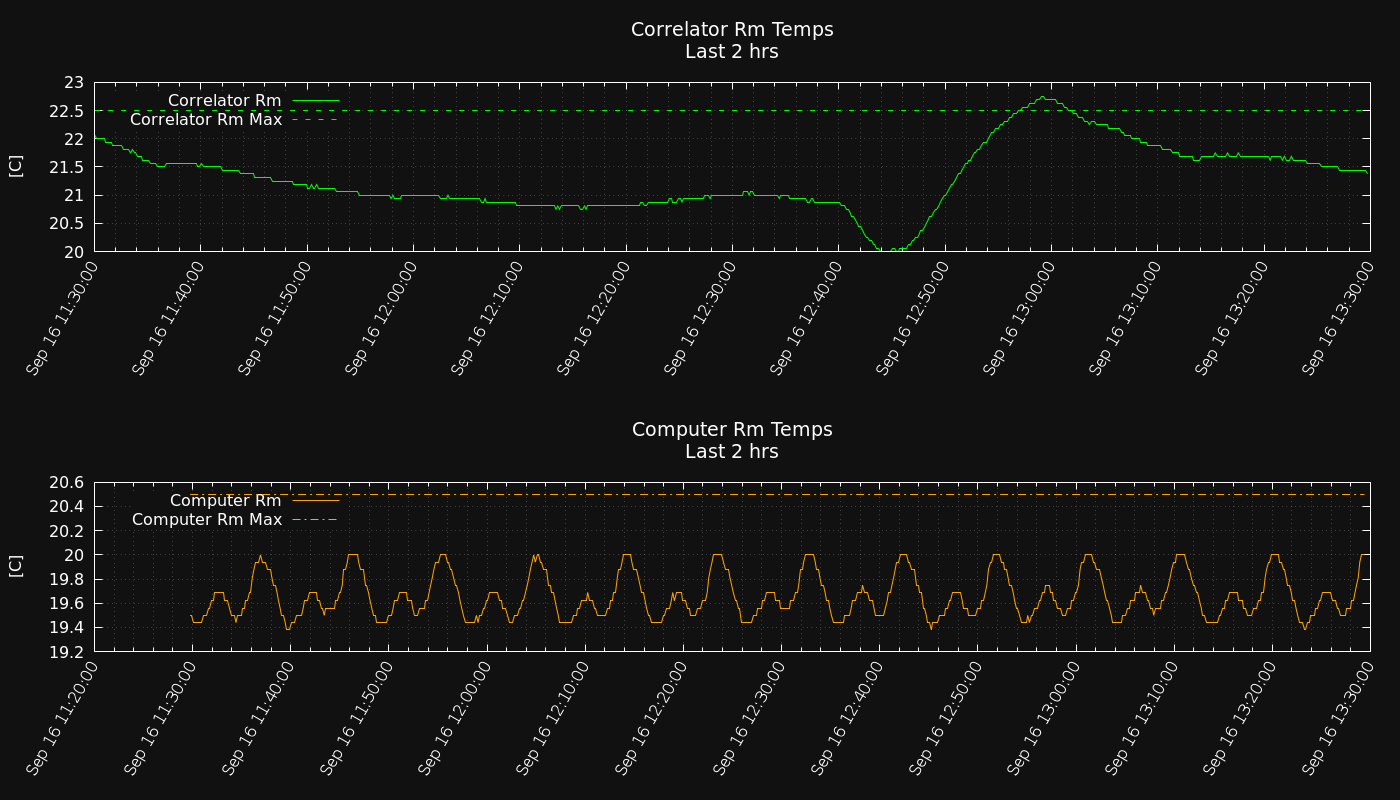 Correlator Rm Temps
Last 2 hrs
23
22.5
22
21.5
21
20.5
20
[C]
Correlator Rm
Correlator Rm Max
Sep 16 11:30:00
Sep 16 11:40:00
Sep 16 11:50:00
Sep 16 12:00:00
Sep 16 12:10:00
Sep 16 12:20:00
Sep 16 12:30:00
Sep 16 12:40:00
Sep 16 12:50:00
Sep 16 13:00:00
Sep 16 13:10:00
Sep 16 13:20:00
Sep 16 13:30:00
Computer Rm Temps
Last 2 hrs
20.6
20.4
20.2
20
19.8
19.6
19.4
19.2
[C]
Computer Rm
Computer Rm Max
Sep 16 11:20:00
Sep 16 11:30:00
Sep 16 11:40:00
Sep 16 11:50:00
Sep 16 12:00:00
Sep 16 12:10:00
Sep 16 12:20:00
Sep 16 12:30:00
Sep 16 12:40:00
Sep 16 12:50:00
Sep 16 13:00:00
Sep 16 13:10:00
Sep 16 13:20:00
Sep 16 13:30:00